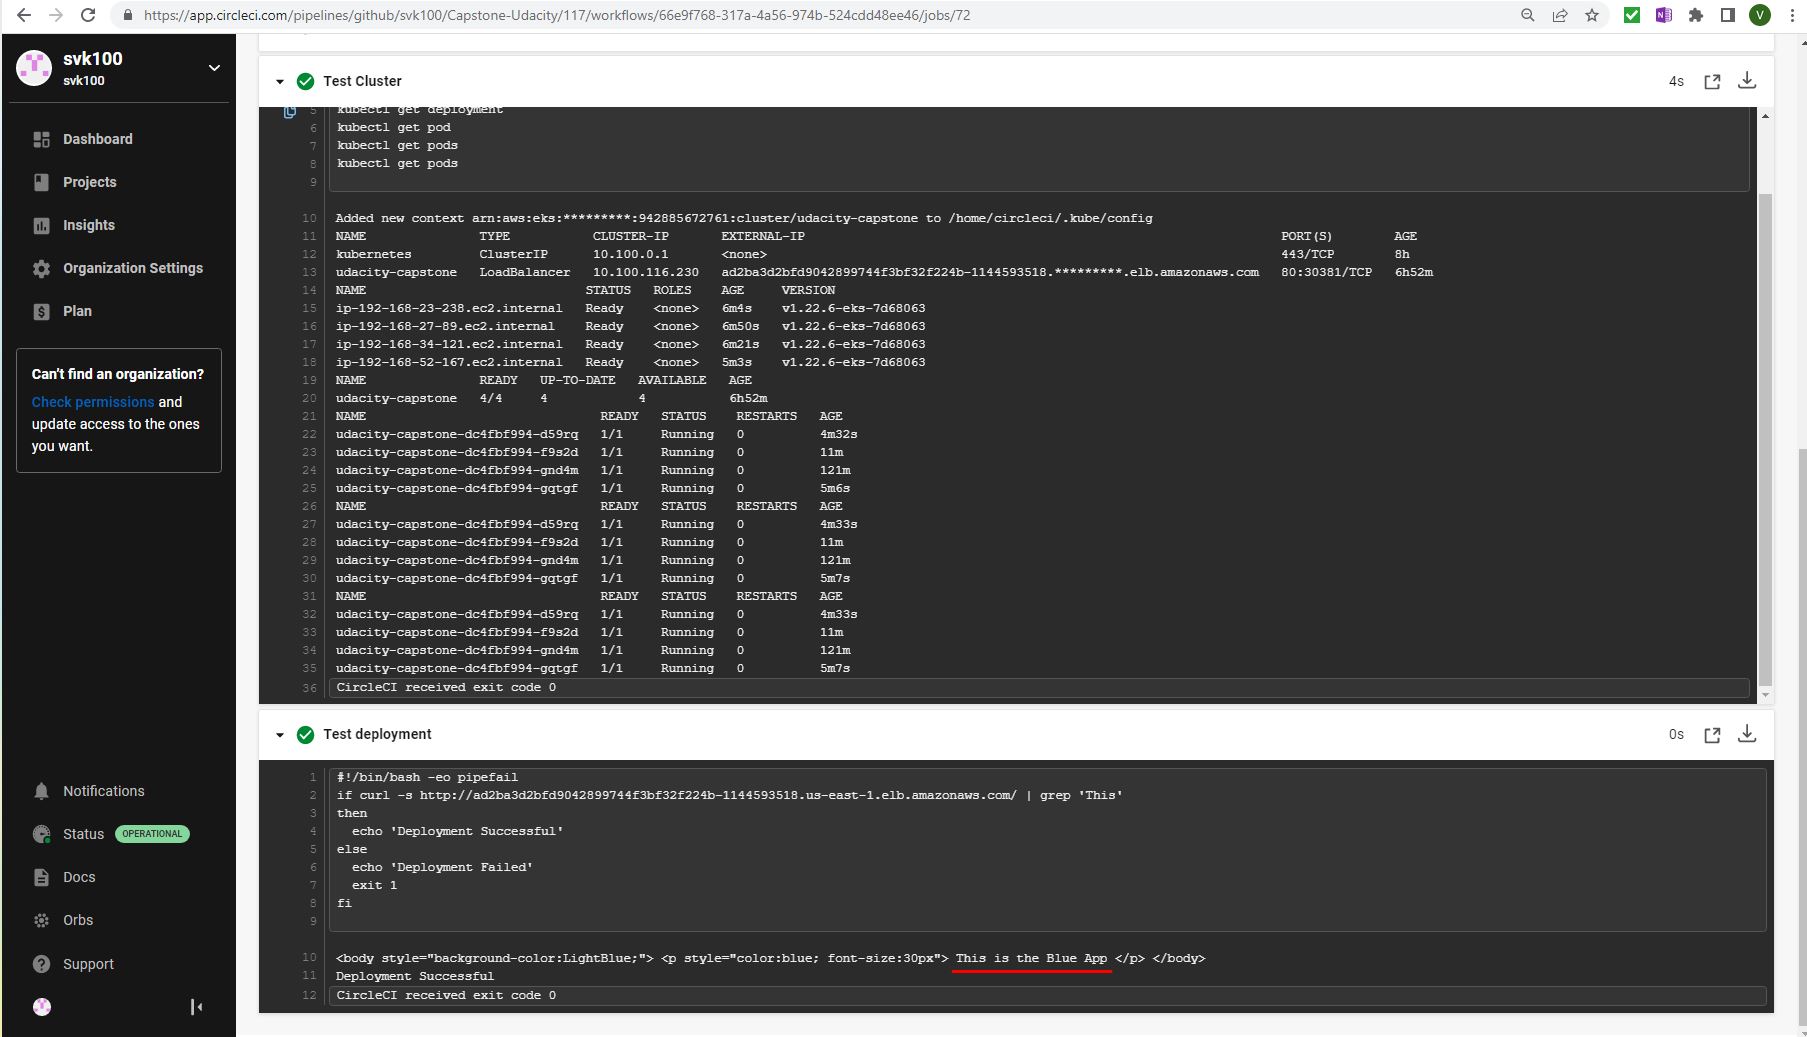 https://app.circleci.com/pipelines/github/svk100/Capstone-Udacity/117/workflows/66e9f768-317a-4a56-974b-524cdd48ee46/jobs/72
N
V
svk100
svk100
Dashboard
Projects
Insights
Organization Settings
Plan
Can't find an organization?
Check permissions and
update access to the ones
you want.
Notifications
Status OPERATIONAL
Docs
Orbs
Support
Test Cluster 4s
5 kubectl get deployment
6 kubectl get pod
7 kubectl get pods
8 kubectl get pods
9
10 Added new context arn:aws:eks:*********:942885672761:cluster/udacity-capstone to /home/circleci/.kube/config
11 NAME TYPE CLUSTER-IP EXTERNAL-IP PORT(S) AGE
12 kubernetes ClusterIP 10.100.0.1 <none> 443/TCP 8h
13 udacity-capstone LoadBalancer 10.100.116.230 ad2ba3d2bfd9042899744f3bf32f224b-1144593518.*********.elb.amazonaws.com 80:30381/TCP 6h52m
14 NAME STATUS ROLES AGE VERSION
15 ip-192-168-23-238.ec2.internal Ready <none> 6m4s v1.22.6-eks-7d68063
16 ip-192-168-27-89.ec2.internal Ready <none> 6m50s v1.22.6-eks-7d68063
17 ip-192-168-34-121.ec2.internal Ready <none> 6m21s v1.22.6-eks-7d68063
18 ip-192-168-52-167.ec2.internal Ready <none> 5m3s v1.22.6-eks-7d68063
19 NAME READY UP-TO-DATE AVAILABLE AGE
20 udacity-capstone 4/4 4 4 6h52m
21 NAME READY STATUS RESTARTS AGE
22 udacity-capstone-dc4fbf994-d59rq 1/1 Running 0 4m32s
23 udacity-capstone-dc4fbf994-f9s2d 1/1 Running 0 11m
24 udacity-capstone-dc4fbf994-gnd4m 1/1 Running 0 121m
25 udacity-capstone-dc4fbf994-gqtgf 1/1 Running 0 5m6s
26 NAME READY STATUS RESTARTS AGE
27 udacity-capstone-dc4fbf994-d59rq 1/1 Running 0 4m33s
28 udacity-capstone-dc4fbf994-f9s2d 1/1 Running 0 11m
29 udacity-capstone-dc4fbf994-gnd4m 1/1 Running 0 121m
30 udacity-capstone-dc4fbf994-gqtgf 1/1 Running 0 5m7s
31 NAME READY STATUS RESTARTS AGE
32 udacity-capstone-dc4fbf994-d59rq 1/1 Running 0 4m33s
33 udacity-capstone-dc4fbf994-f9s2d 1/1 Running 0 11m
34 udacity-capstone-dc4fbf994-gnd4m 1/1 Running 0 121m
35 udacity-capstone-dc4fbf994-gqtgf 1/1 Running 0 5m7s
36 CircleCI received exit code 0
Test deployment 0s
1 #!/bin/bash -eo pipefail
2 if curl -s http://ad2ba3d2bfd9042899744f3bf32f224b-1144593518.us-east-1.elb.amazonaws.com/ | grep 'This'
3 then
4 echo 'Deployment Successful'
5 else
6 echo 'Deployment Failed'
7 exit 1
8 fi
9
10 <body style="background-color:LightBlue;"> <p style="color:blue; font-size:30px"> This is the Blue App </p> </body>
11 Deployment Successful
12 CircleCI received exit code 0